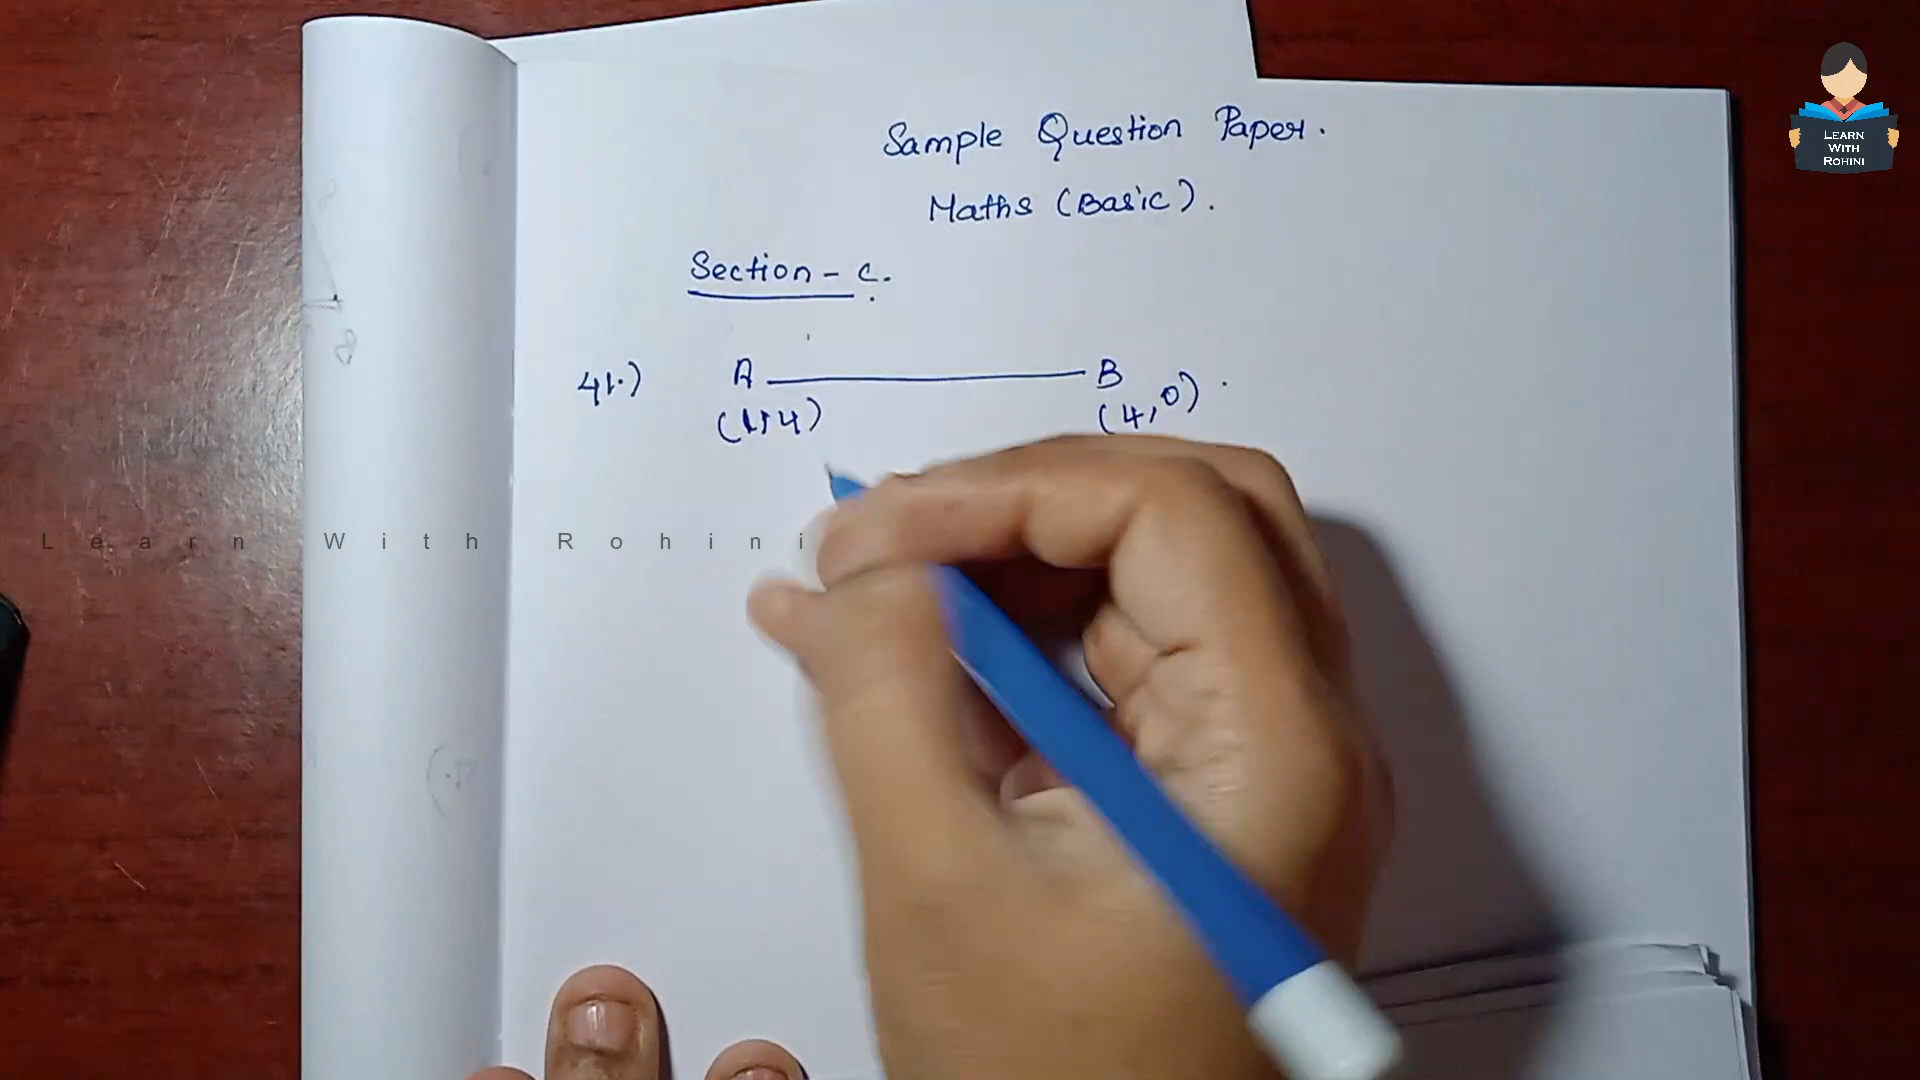 Sample Question Paper.
Maths (Basic).
Section - C.
41.) A B
(1,4) (4,0).
Learn With Rohini
LEARN
WITH
ROHINI